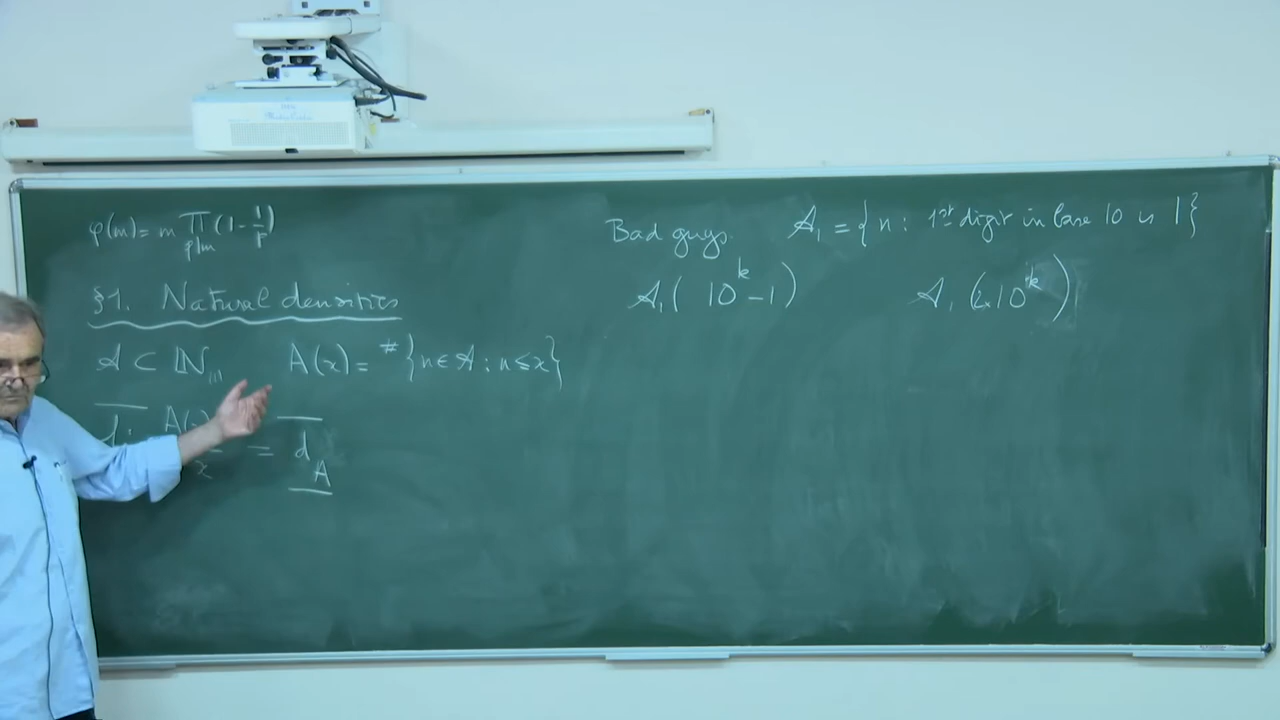 φ(m) = m ∏ (1 - 1/p)
p|m
§1. Natural densities
𝒜 ⊂ ℕ A(x) = #{n ∈ 𝒜 : n ≤ x}
A(
x
= d
A
Bad guys. 𝒜₁ = {n : 1st digit in base 10 is 1}
𝒜₁(10^k - 1) 𝒜₁(2·10^k)